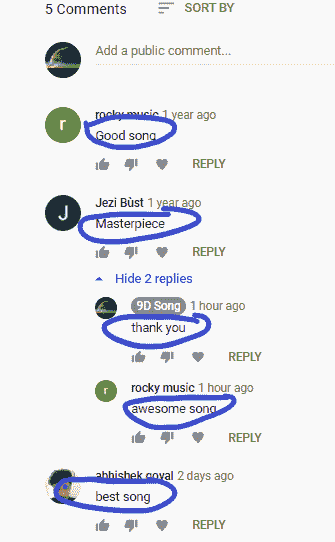 5 Comments SORT BY
Add a public comment...
r rocky music 1 year ago
Good song
REPLY
J Jezi Bùst 1 year ago
Masterpiece
REPLY
Hide 2 replies
9D Song 1 hour ago
thank you
REPLY
r rocky music 1 hour ago
awesome song
REPLY
abhishek goyal 2 days ago
best song
REPLY